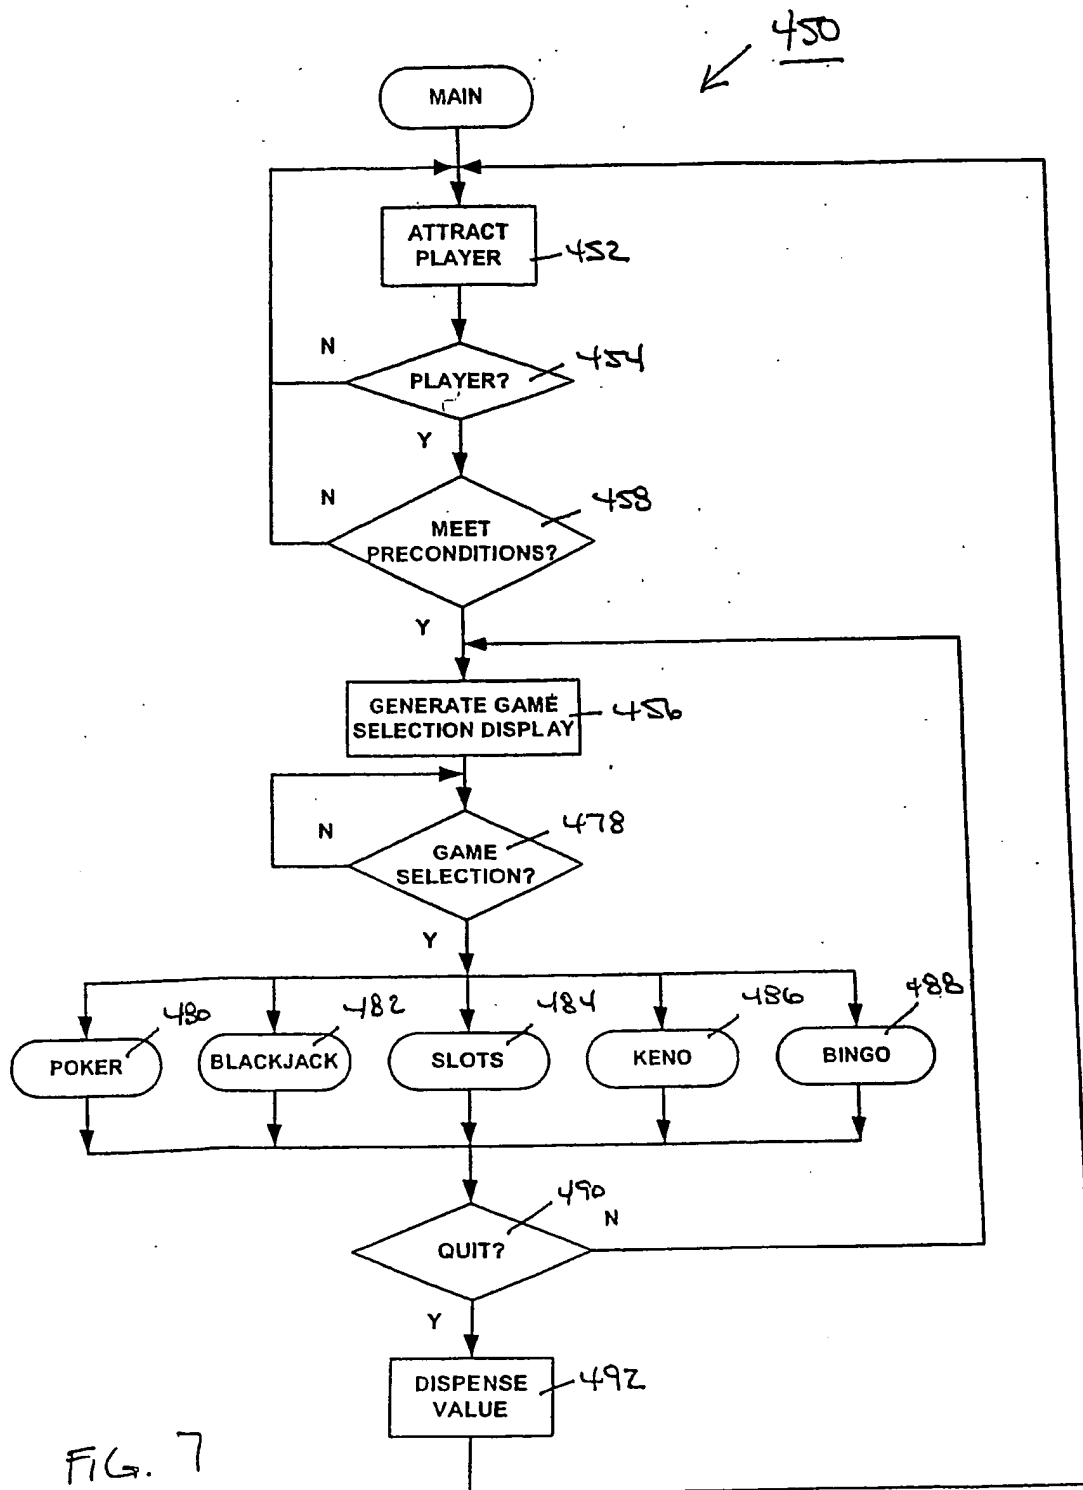 450
MAIN
ATTRACT
PLAYER
452
N
PLAYER?
454
Y
N
458
MEET
PRECONDITIONS?
Y
GENERATE GAME
SELECTION DISPLAY
456
N
478
GAME
SELECTION?
Y
480
482
484
486
488
POKER
BLACKJACK
SLOTS
KENO
BINGO
490
N
QUIT?
Y
DISPENSE
VALUE
492
FIG. 7